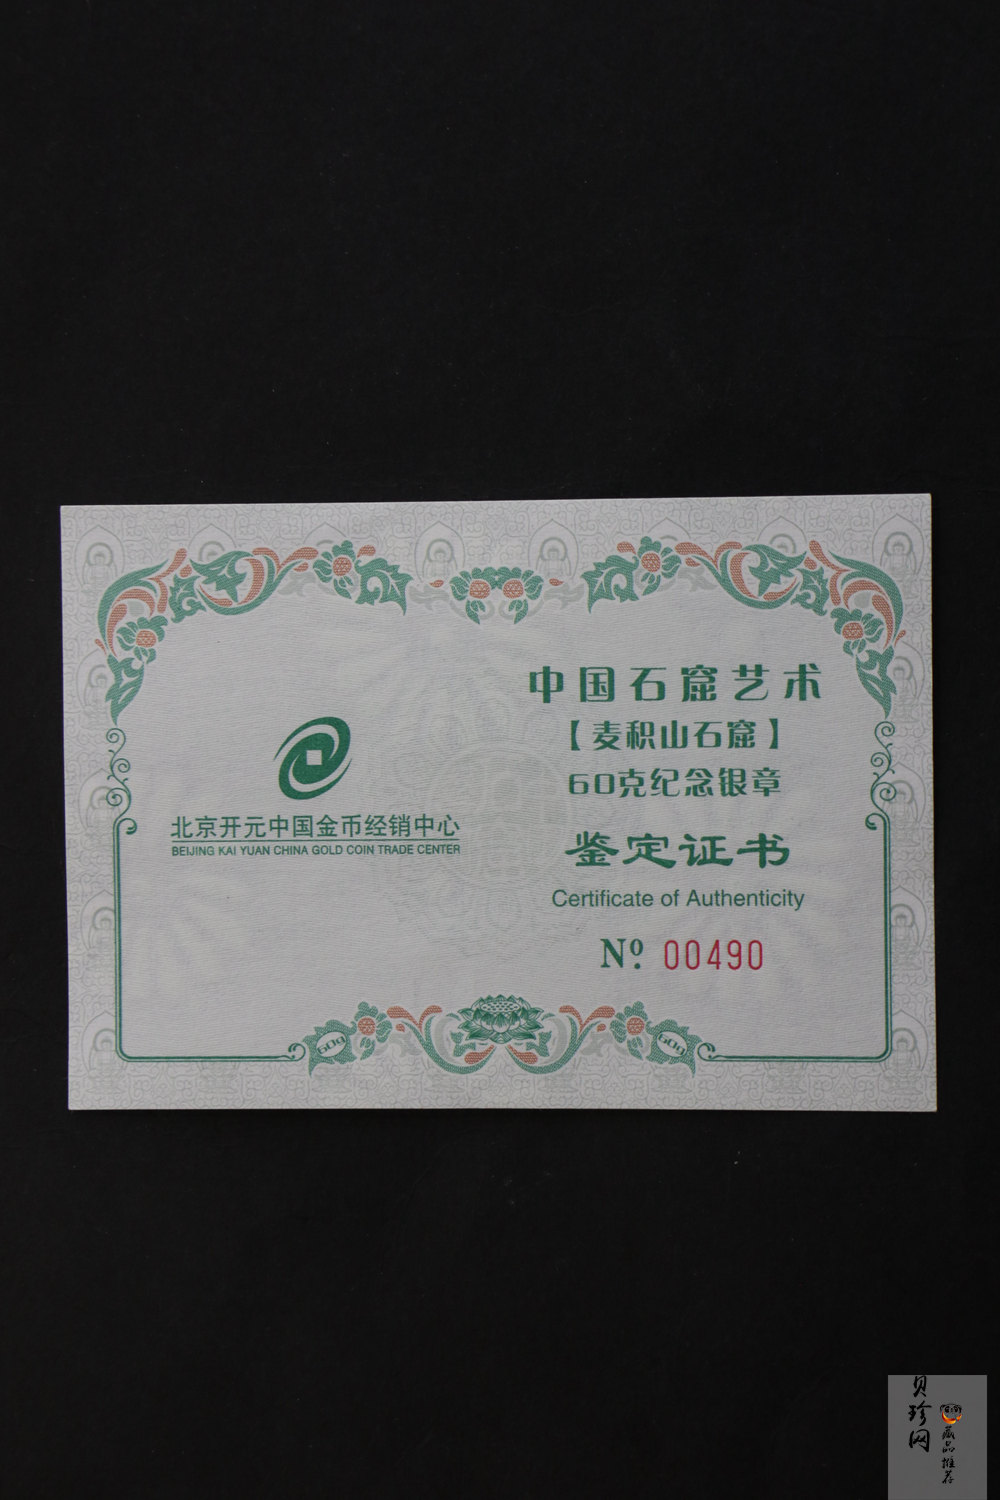 北京开元中国金币经销中心
BEIJING KAI YUAN CHINA GOLD COIN TRADE CENTER
中国石窟艺术
【麦积山石窟】
60克纪念银章
鉴定证书
Certificate of Authenticity
Nº 00490
60g
60g
贝珍网
藏品推荐